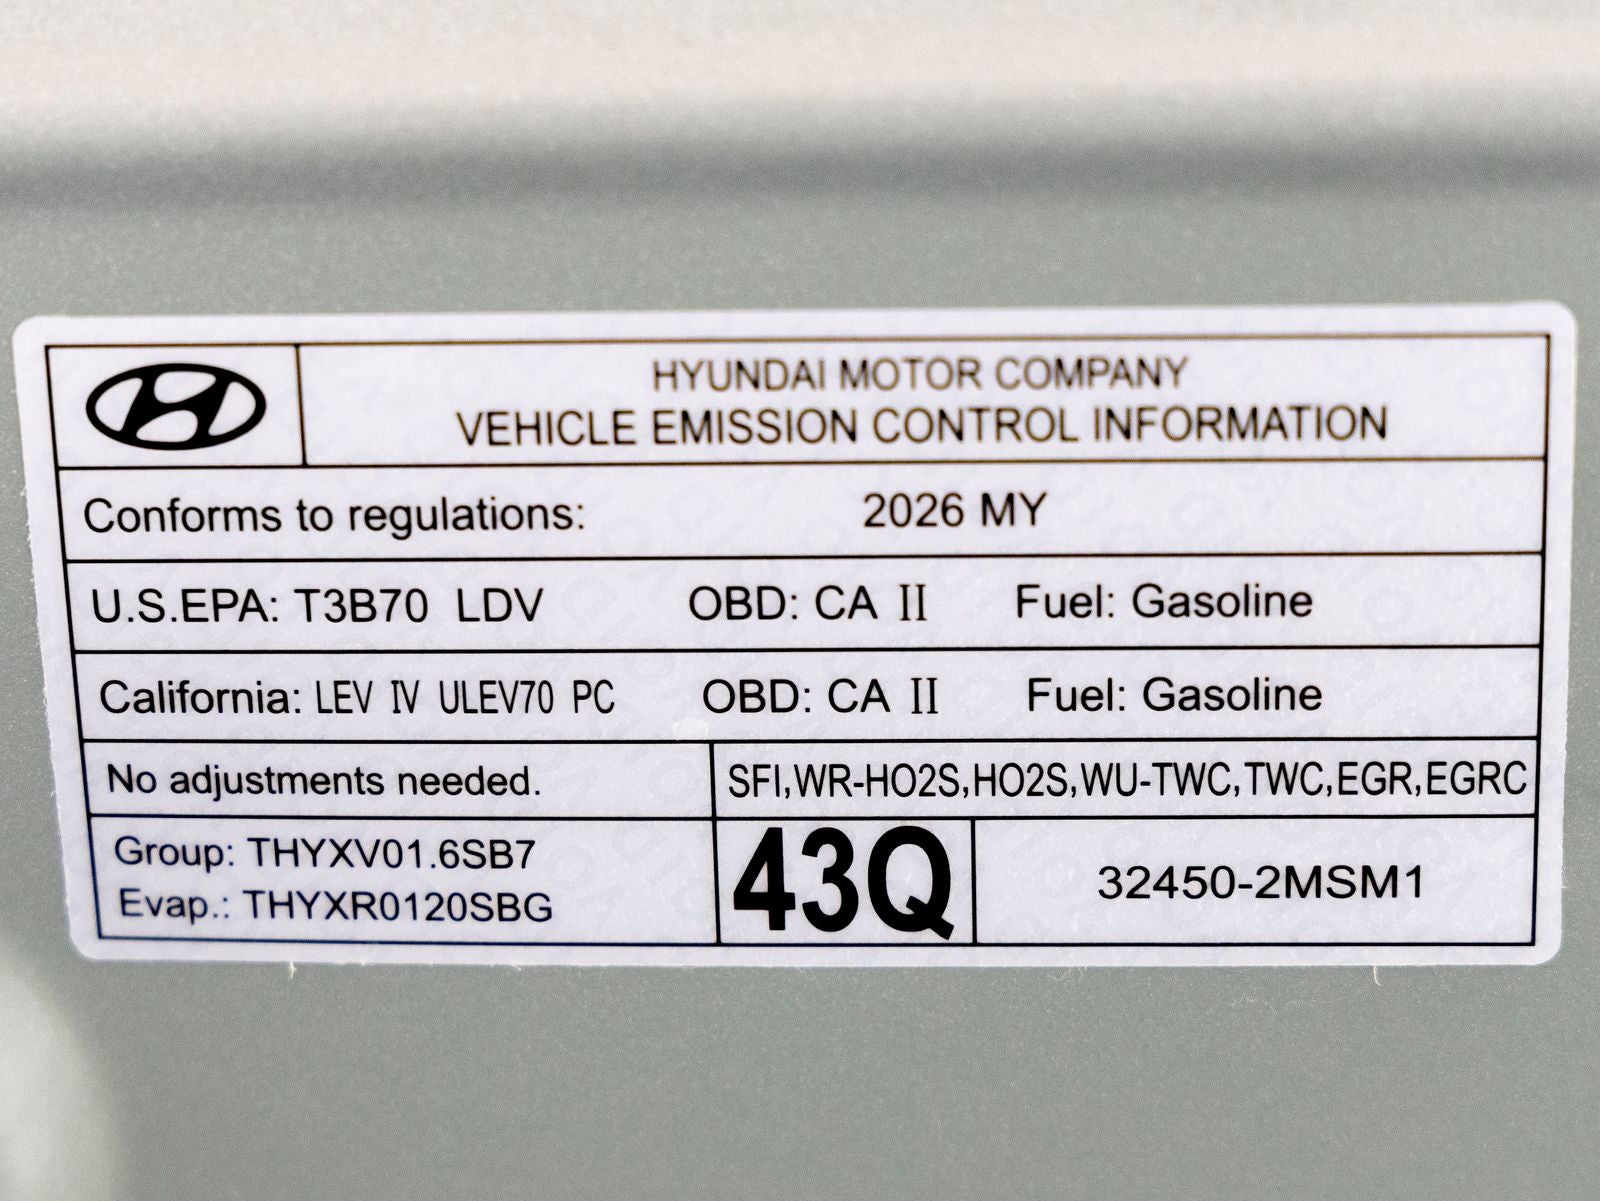 HYUNDAI MOTOR COMPANY
VEHICLE EMISSION CONTROL INFORMATION
Conforms to regulations: 2026 MY
U.S.EPA: T3B70 LDV OBD: CA II Fuel: Gasoline
California: LEV IV ULEV70 PC OBD: CA II Fuel: Gasoline
No adjustments needed. SFI,WR-HO2S,HO2S,WU-TWC,TWC,EGR,EGRC
Group: THYXV01.6SB7
Evap.: THYXR0120SBG
43Q
32450-2MSM1